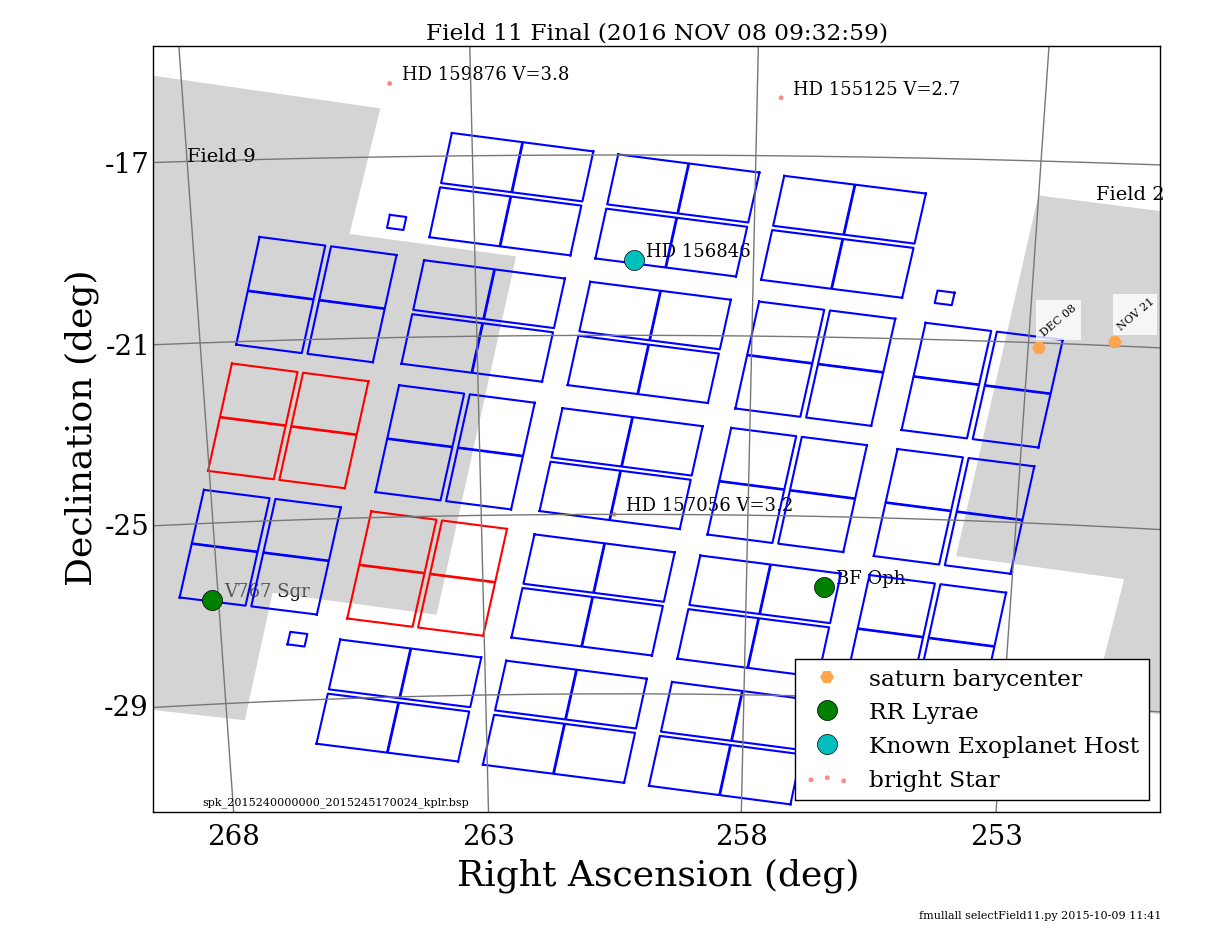 Field 11 Final (2016 NOV 08 09:32:59)
HD 159876 V=3.8
HD 155125 V=2.7
Field 9
-17
Field 2
HD 156846
DEC 08
NOV 21
-21
Declination (deg)
HD 157056 V=3.2
-25
BF Oph
V767 Sgr
saturn barycenter
-29
RR Lyrae
Known Exoplanet Host
bright Star
spk_2015240000000_2015245170024_kplr.bsp
268
263
258
253
Right Ascension (deg)
fmullall selectField11.py 2015-10-09 11:41